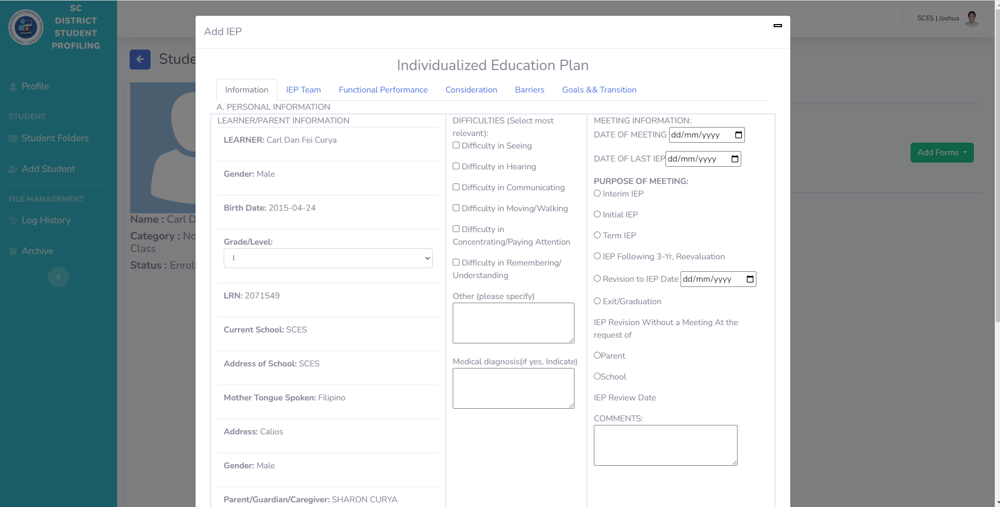 SC
DISTRICT
STUDENT
PROFILING
Profile
STUDENT
Student Folders
Add Student
FILE MANAGEMENT
Log History
Archive
SCES | Joshua
Stude
Name : Carl D
Category : No
Class
Status : Enroll
Add Forms
Add IEP
Individualized Education Plan
Information
IEP Team
Functional Performance
Consideration
Barriers
Goals && Transition
A. PERSONAL INFORMATION
LEARNER/PARENT INFORMATION
LEARNER: Carl Dan Fei Curya
Gender: Male
Birth Date: 2015-04-24
Grade/Level:
I
LRN: 2071549
Current School: SCES
Address of School: SCES
Mother Tongue Spoken: Filipino
Address: Calios
Gender: Male
Parent/Guardian/Caregiver: SHARON CURYA
DIFFICULTIES (Select most
relevant):
Difficulty in Seeing
Difficulty in Hearing
Difficulty in Communicating
Difficulty in Moving/Walking
Difficulty in
Concentrating/Paying Attention
Difficulty in Remembering/
Understanding
Other (please specify)
Medical diagnosis(if yes, Indicate)
MEETING INFORMATION:
DATE OF MEETING dd/mm/yyyy
DATE OF LAST IEP dd/mm/yyyy
PURPOSE OF MEETING:
Interim IEP
Initial IEP
Term IEP
IEP Following 3-Yr, Reevaluation
Revision to IEP Date dd/mm/yyyy
Exit/Graduation
IEP Revision Without a Meeting At the
request of
Parent
School
IEP Review Date
COMMENTS: